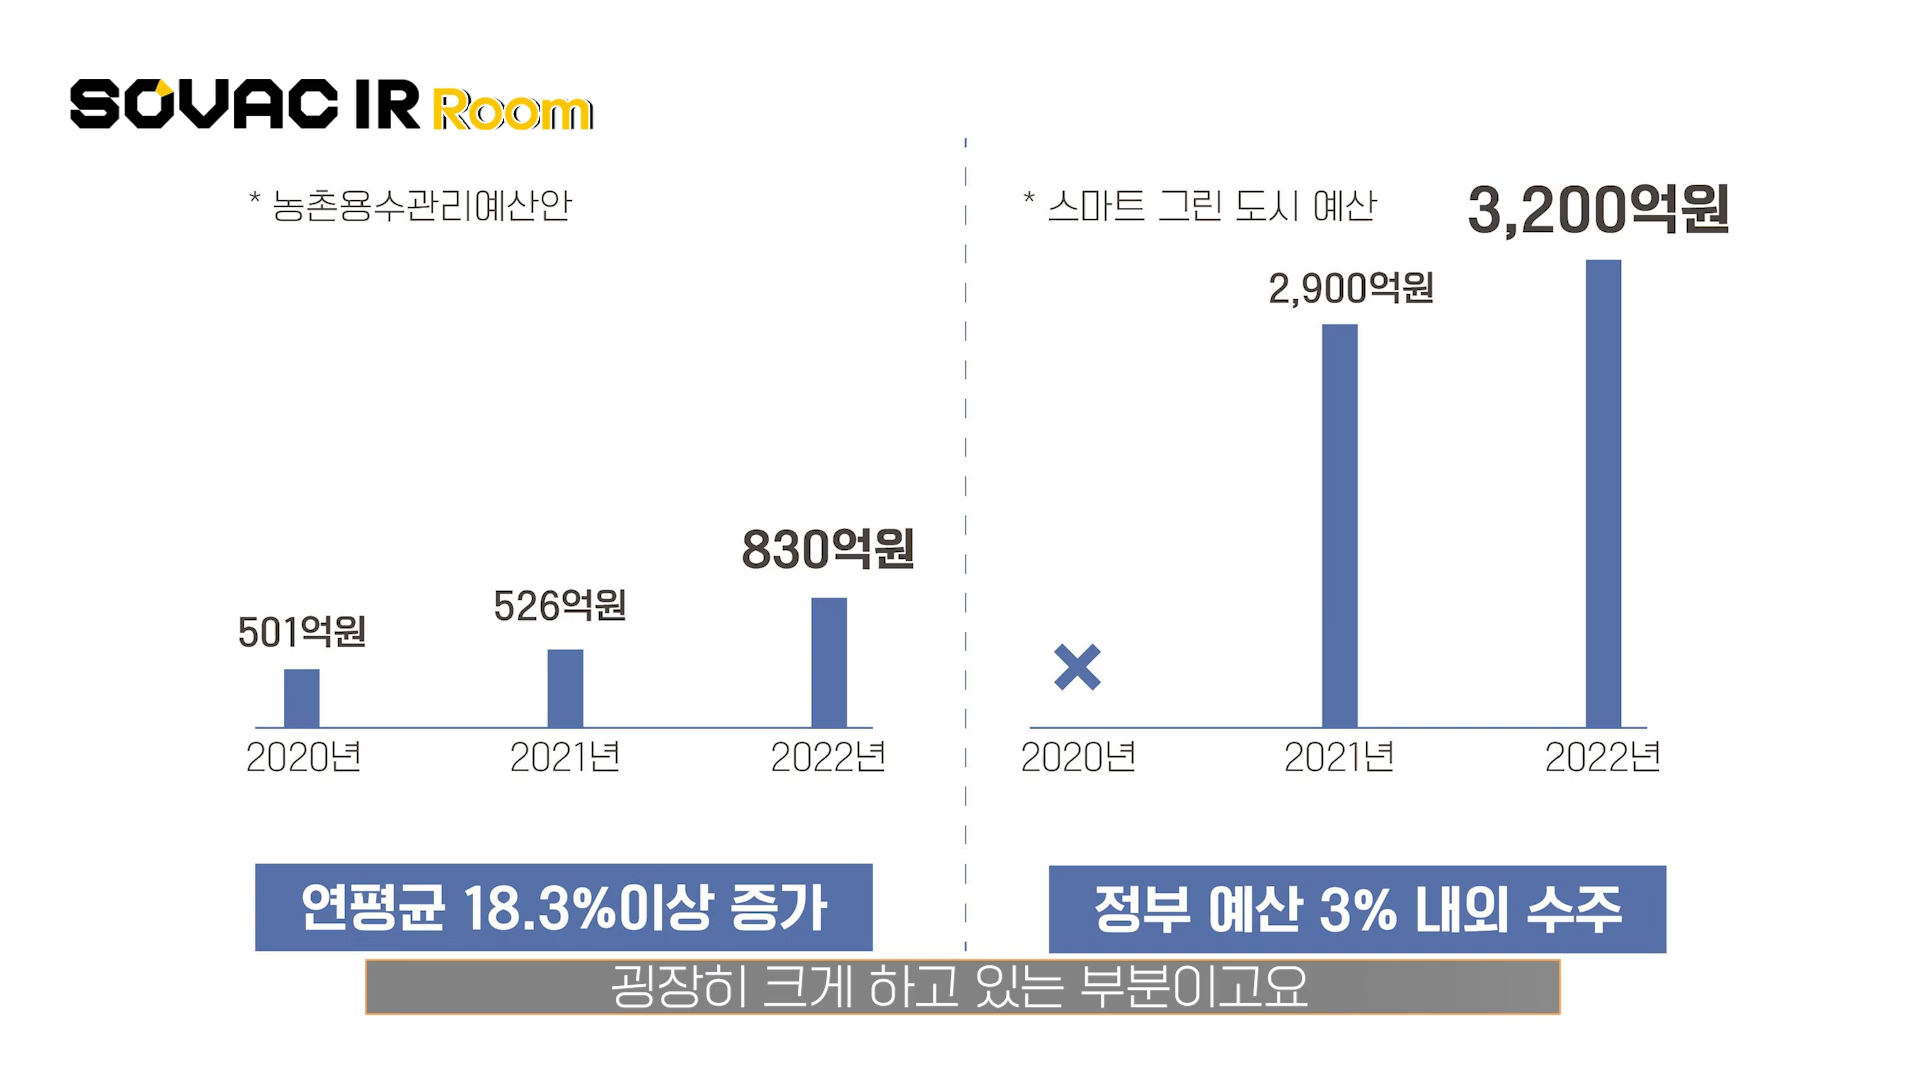 SOVAC IR Room
* 농촌용수관리예산안
501억원
526억원
830억원
2020년
2021년
2022년
연평균 18.3%이상 증가
* 스마트 그린 도시 예산
2,900억원
3,200억원
2020년
2021년
2022년
정부 예산 3% 내외 수주
굉장히 크게 하고 있는 부분이고요